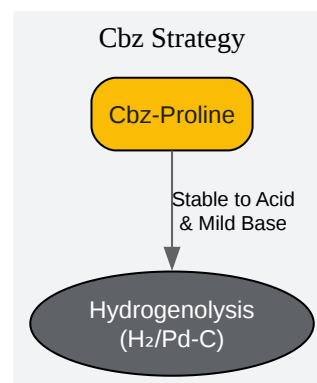 Cbz Strategy
Cbz-Proline
Stable to Acid
& Mild Base
Hydrogenolysis
(H₂/Pd-C)